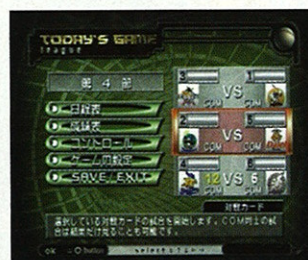 TODAY'S GAME
league
第 4 節
3 1
COM VS COM
日程表
成績表
2 5
コントロール
COM VS COM
ゲームの設定
4 6
SAVE/EXIT
12 VS 6
COM COM
対戦カード
選択している対戦カードの試合を開始します。COM同士の試
合は結果だけ見ることも可能です。
ok button select